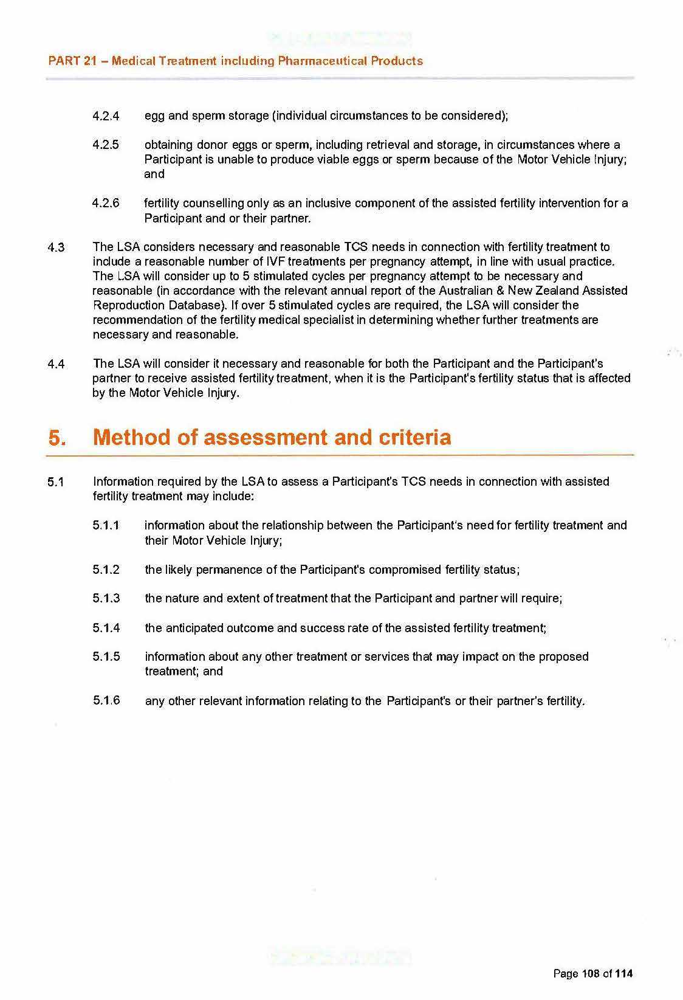 PART 21 – Medical Treatment including Pharmaceutical Products
4.2.4 egg and sperm storage (individual circumstances to be considered);
4.2.5 obtaining donor eggs or sperm, including retrieval and storage, in circumstances where a
Participant is unable to produce viable eggs or sperm because of the Motor Vehicle Injury;
and
4.2.6 fertility counselling only as an inclusive component of the assisted fertility intervention for a
Participant and or their partner.
4.3 The LSA considers necessary and reasonable TCS needs in connection with fertility treatment to
include a reasonable number of IVF treatments per pregnancy attempt, in line with usual practice.
The LSA will consider up to 5 stimulated cycles per pregnancy attempt to be necessary and
reasonable (in accordance with the relevant annual report of the Australian & New Zealand Assisted
Reproduction Database). If over 5 stimulated cycles are required, the LSA will consider the
recommendation of the fertility medical specialist in determining whether further treatments are
necessary and reasonable.
4.4 The LSA will consider it necessary and reasonable for both the Participant and the Participant's
partner to receive assisted fertility treatment, when it is the Participant's fertility status that is affected
by the Motor Vehicle Injury.
5. Method of assessment and criteria
5.1 Information required by the LSA to assess a Participant's TCS needs in connection with assisted
fertility treatment may include:
5.1.1 information about the relationship between the Participant's need for fertility treatment and
their Motor Vehicle Injury;
5.1.2 the likely permanence of the Participant's compromised fertility status;
5.1.3 the nature and extent of treatment that the Participant and partner will require;
5.1.4 the anticipated outcome and success rate of the assisted fertility treatment;
5.1.5 information about any other treatment or services that may impact on the proposed
treatment; and
5.1.6 any other relevant information relating to the Participant's or their partner's fertility.
Page 108 of 114